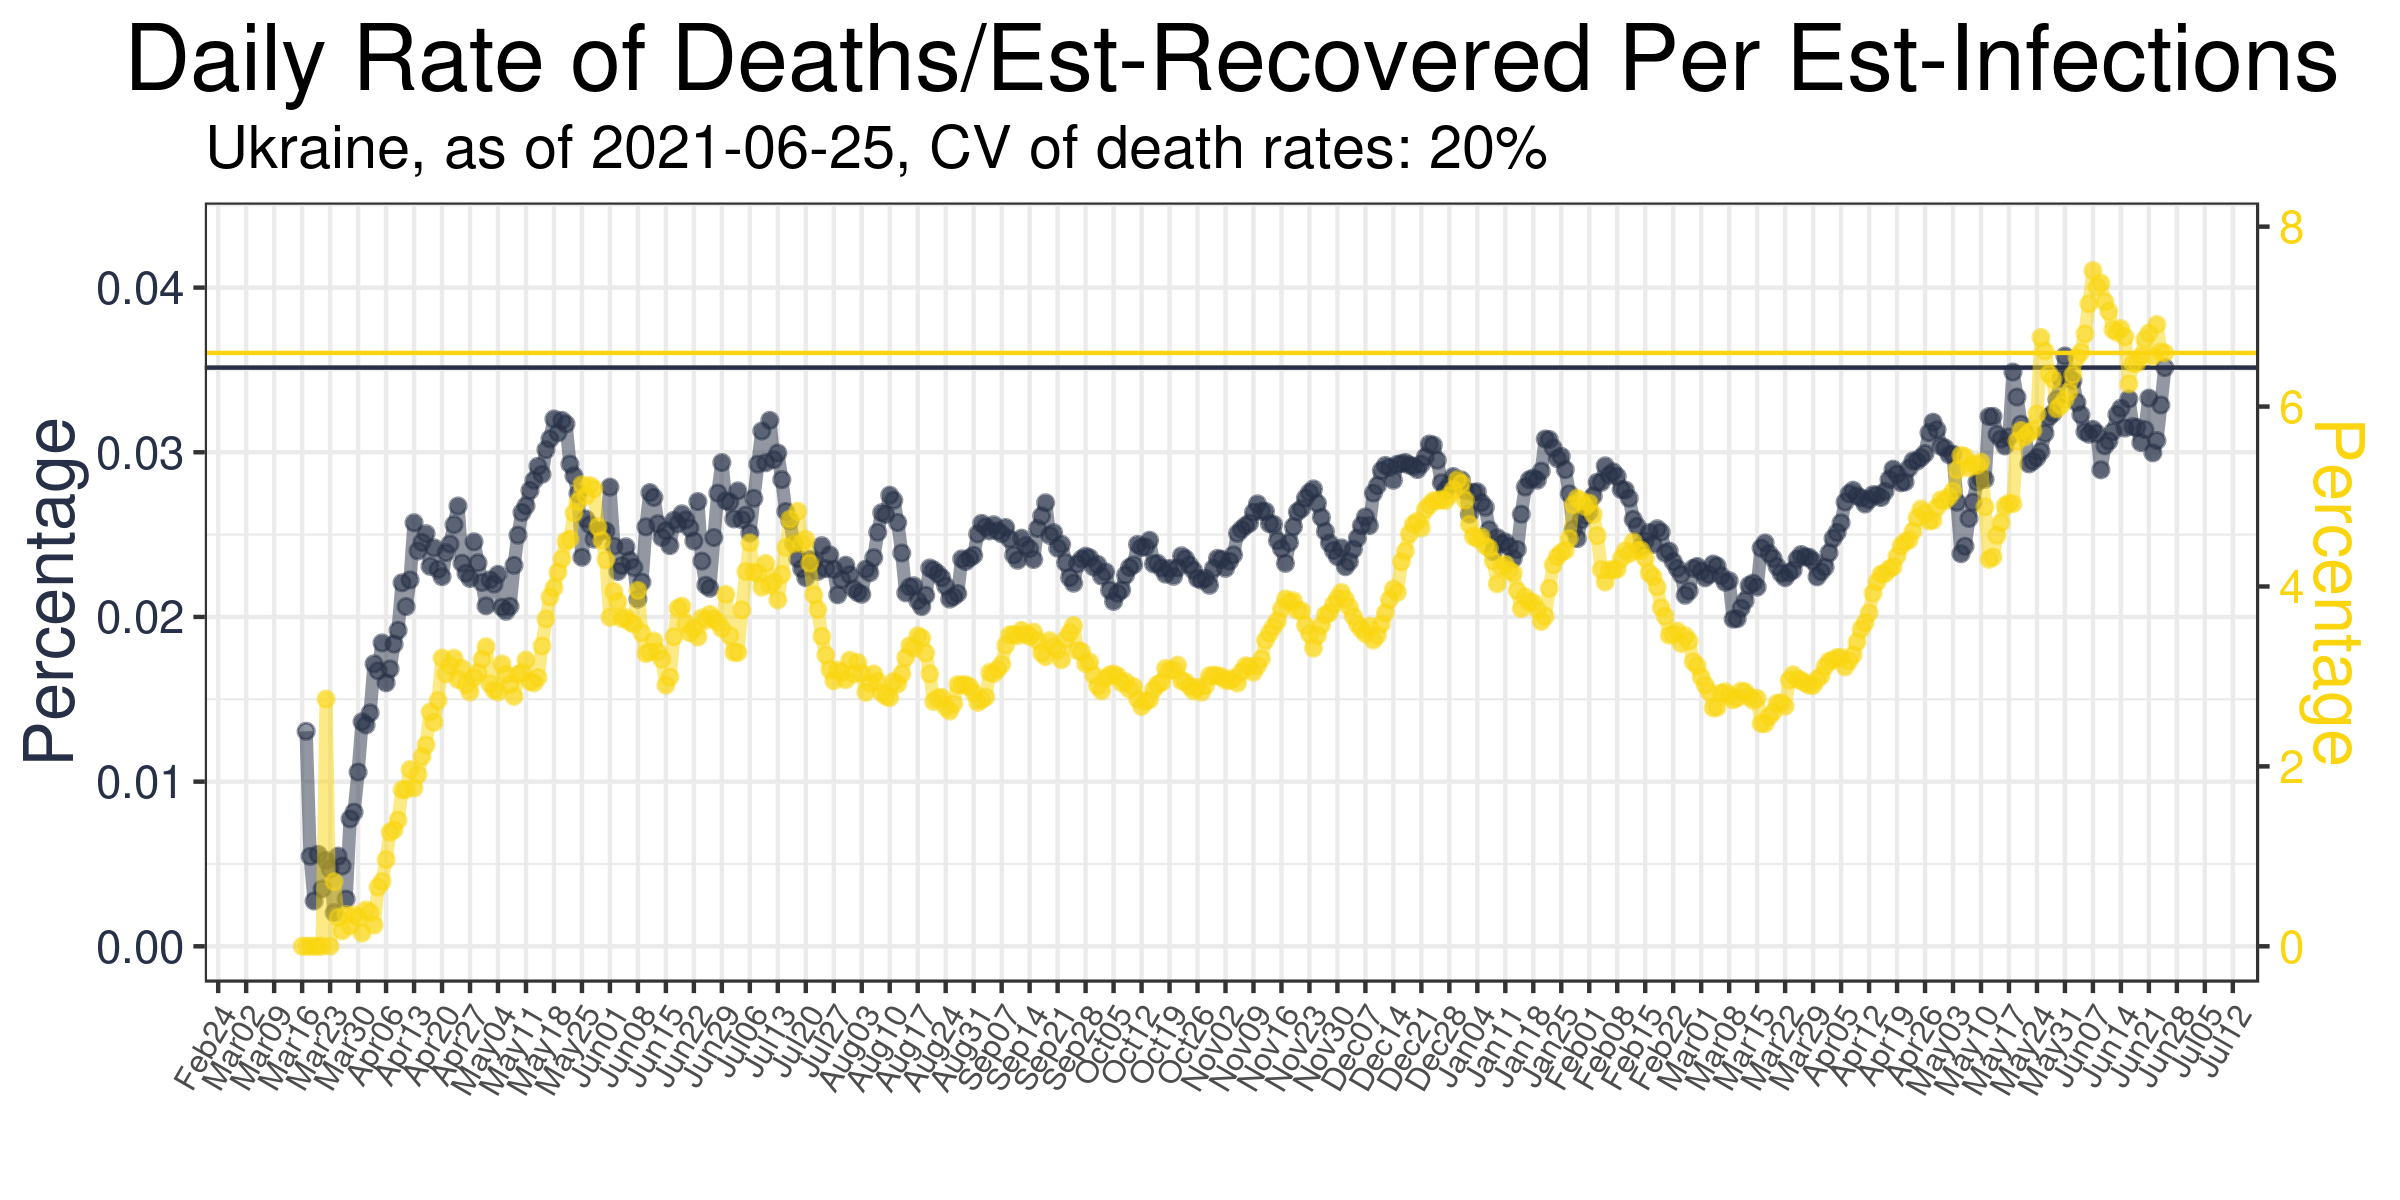 Daily Rate of Deaths/Est-Recovered Per Est-Infections
Ukraine, as of 2021-06-25, CV of death rates: 20%
Percentage
0.04
0.03
0.02
0.01
0.00
8
6
4
2
0
Percentage
Feb24
Mar02
Mar09
Mar16
Mar23
Mar30
Apr06
Apr13
Apr20
Apr27
May04
May11
May18
May25
Jun01
Jun08
Jun15
Jun22
Jun29
Jul06
Jul13
Jul20
Jul27
Aug03
Aug10
Aug17
Aug24
Aug31
Sep07
Sep14
Sep21
Sep28
Oct05
Oct12
Oct19
Oct26
Nov02
Nov09
Nov16
Nov23
Nov30
Dec07
Dec14
Dec21
Dec28
Jan04
Jan11
Jan18
Jan25
Feb01
Feb08
Feb15
Feb22
Mar01
Mar08
Mar15
Mar22
Mar29
Apr05
Apr12
Apr19
Apr26
May03
May10
May17
May24
May31
Jun07
Jun14
Jun21
Jun28
Jul05
Jul12